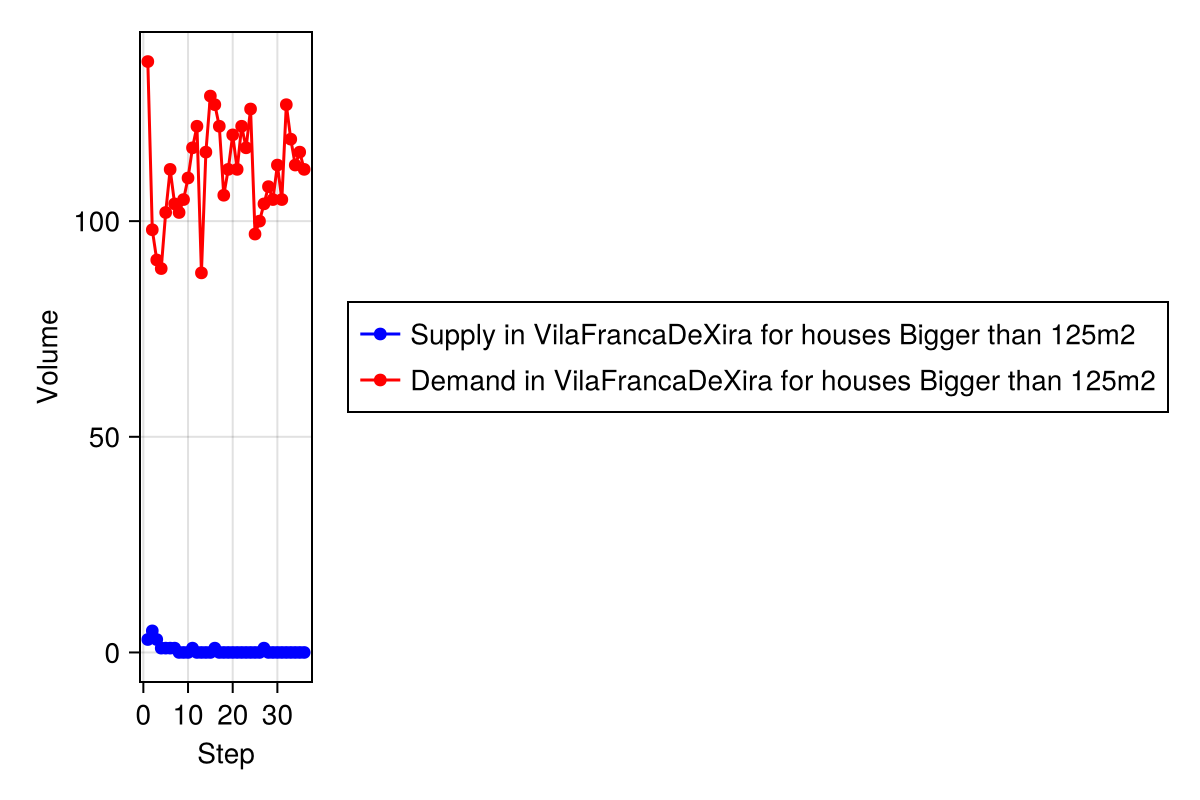 Volume
100
50
0
0 10 20 30
Step
Supply in VilaFrancaDeXira for houses Bigger than 125m2
Demand in VilaFrancaDeXira for houses Bigger than 125m2